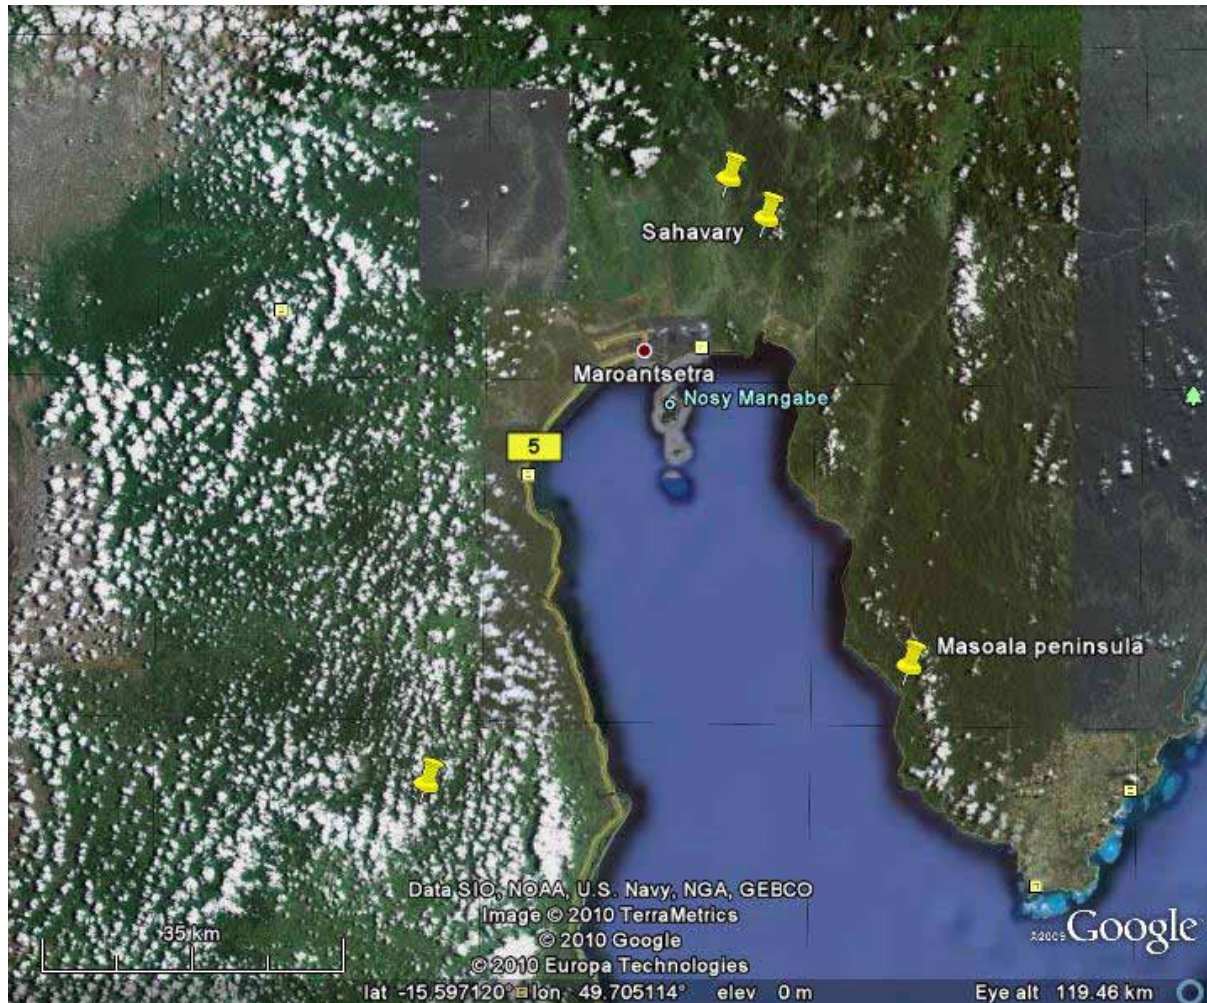 Sahavary
Maroantsetra
Nosy Mangabe
5
Masoala peninsula
Data SIO, NOAA, U.S. Navy, NGA, GEBCO
Image © 2010 TerraMetrics
35 km
© 2010 Google
©2009 Google
© 2010 Europa Technologies
lat -15.597120° lon 49.705114° elev 0 m Eye alt 119.46 km